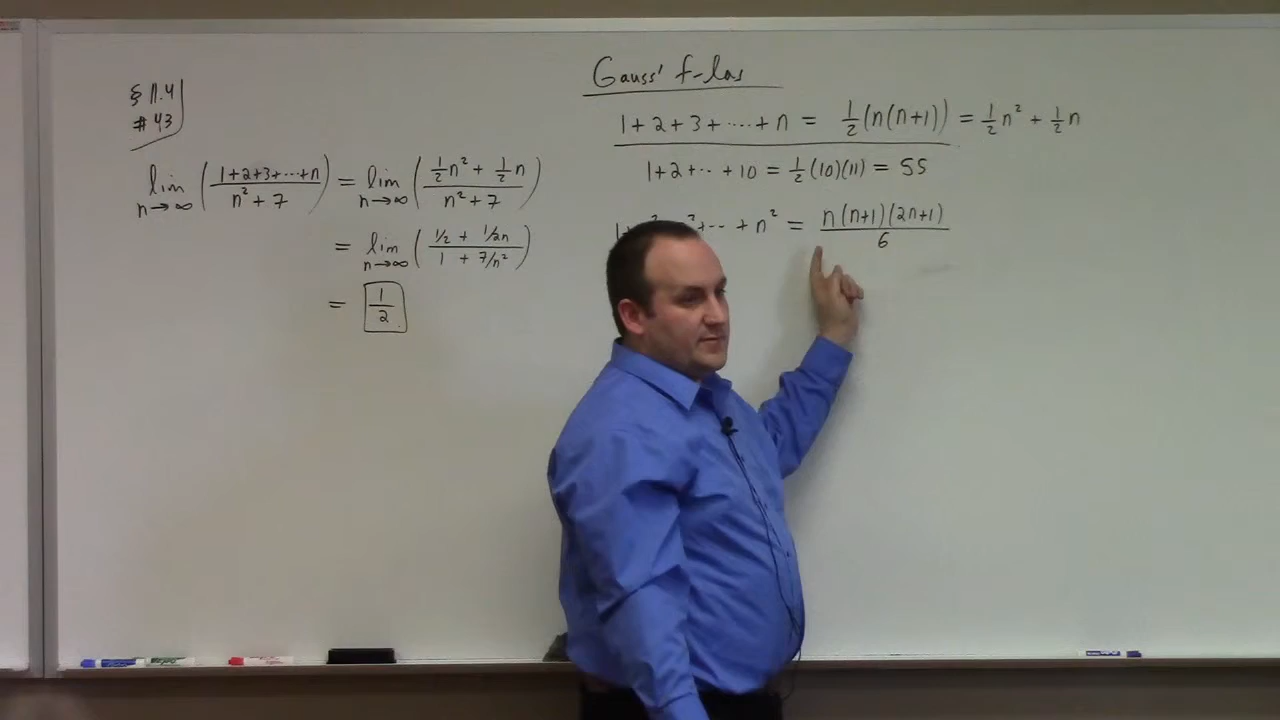 § 11.4
# 43
lim n→∞ (1+2+3+⋯+n / n²+7) = lim n→∞ (½n² + ½n / n²+7)
= lim n→∞ (1/2 + 1/2n / 1 + 7/n²)
= 1/2
Gauss' f-las
1+2+3+⋯+n = ½(n(n+1)) = ½n² + ½n
1+2+⋯+10 = ½(10)(11) = 55
+⋯+n² = n(n+1)(2n+1) / 6